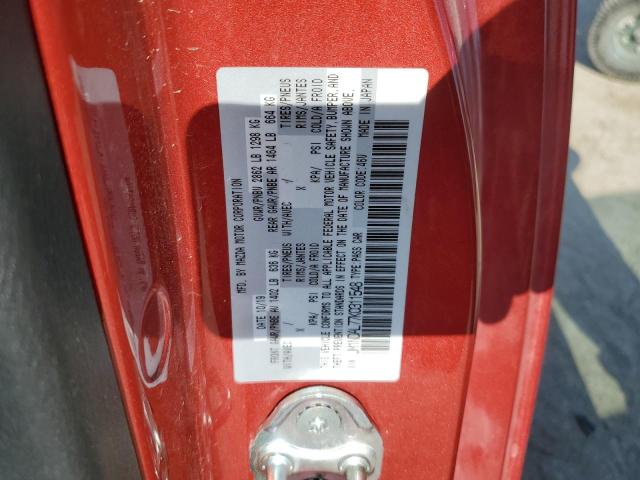 MFD. BY MAZDA MOTOR CORPORATION
DATE 10/19 GVWR/PNBV 2862 LB 1298 KG
FRONT GAWR/PNBE AV 1402 LB 636 KG REAR GAWR/PNBE AR 1464 LB 664 KG
WITH/AVEC / TIRES/PNEUS WITH/AVEC / TIRES/PNEUS
X RIMS/JANTES X RIMS/JANTES
KPA/ PSI COLD/A FROID KPA/ PSI COLD/A FROID
THIS VEHICLE CONFORMS TO ALL APPLICABLE FEDERAL MOTOR VEHICLE SAFETY, BUMPER, AND
THEFT PREVENTION STANDARDS IN EFFECT ON THE DATE OF MANUFACTURE SHOWN ABOVE.
COLOR CODE:46V MADE IN JAPAN
TYPE PASS CAR